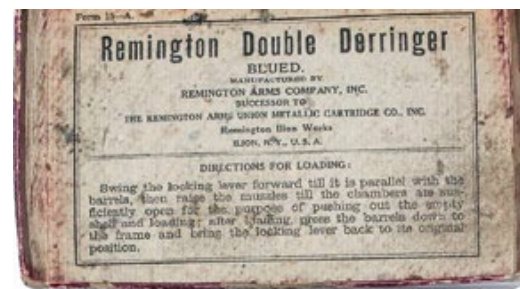 Form 15—A.
Remington Double Derringer
BLUED.
MANUFACTURED BY
REMINGTON ARMS COMPANY, INC.
SUCCESSOR TO
THE REMINGTON ARMS UNION METALLIC CARTRIDGE CO., INC.
Remington Ilion Works
ILION, N. Y., U. S. A.
DIRECTIONS FOR LOADING:
Swing the locking lever forward till it is parallel with the
barrels, then raise the muzzles till the chambers are suf-
ficiently open for the purpose of pushing out the empty
shell and loading; after loading, press the barrels down to
the frame and bring the locking lever back to its original
position.